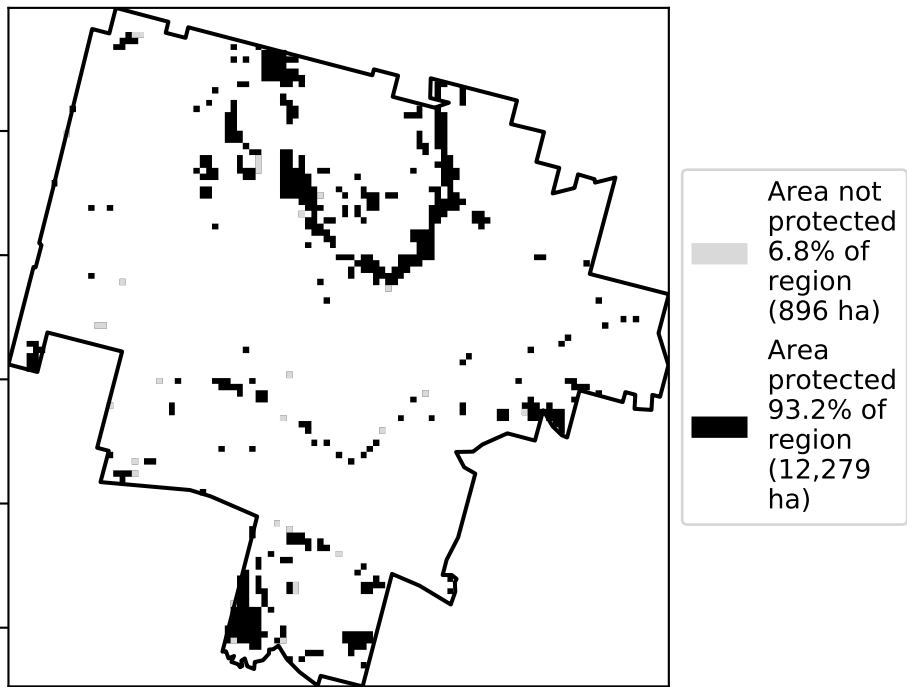 Area not
protected
6.8% of
region
(896 ha)
Area
protected
93.2% of
region
(12,279
ha)